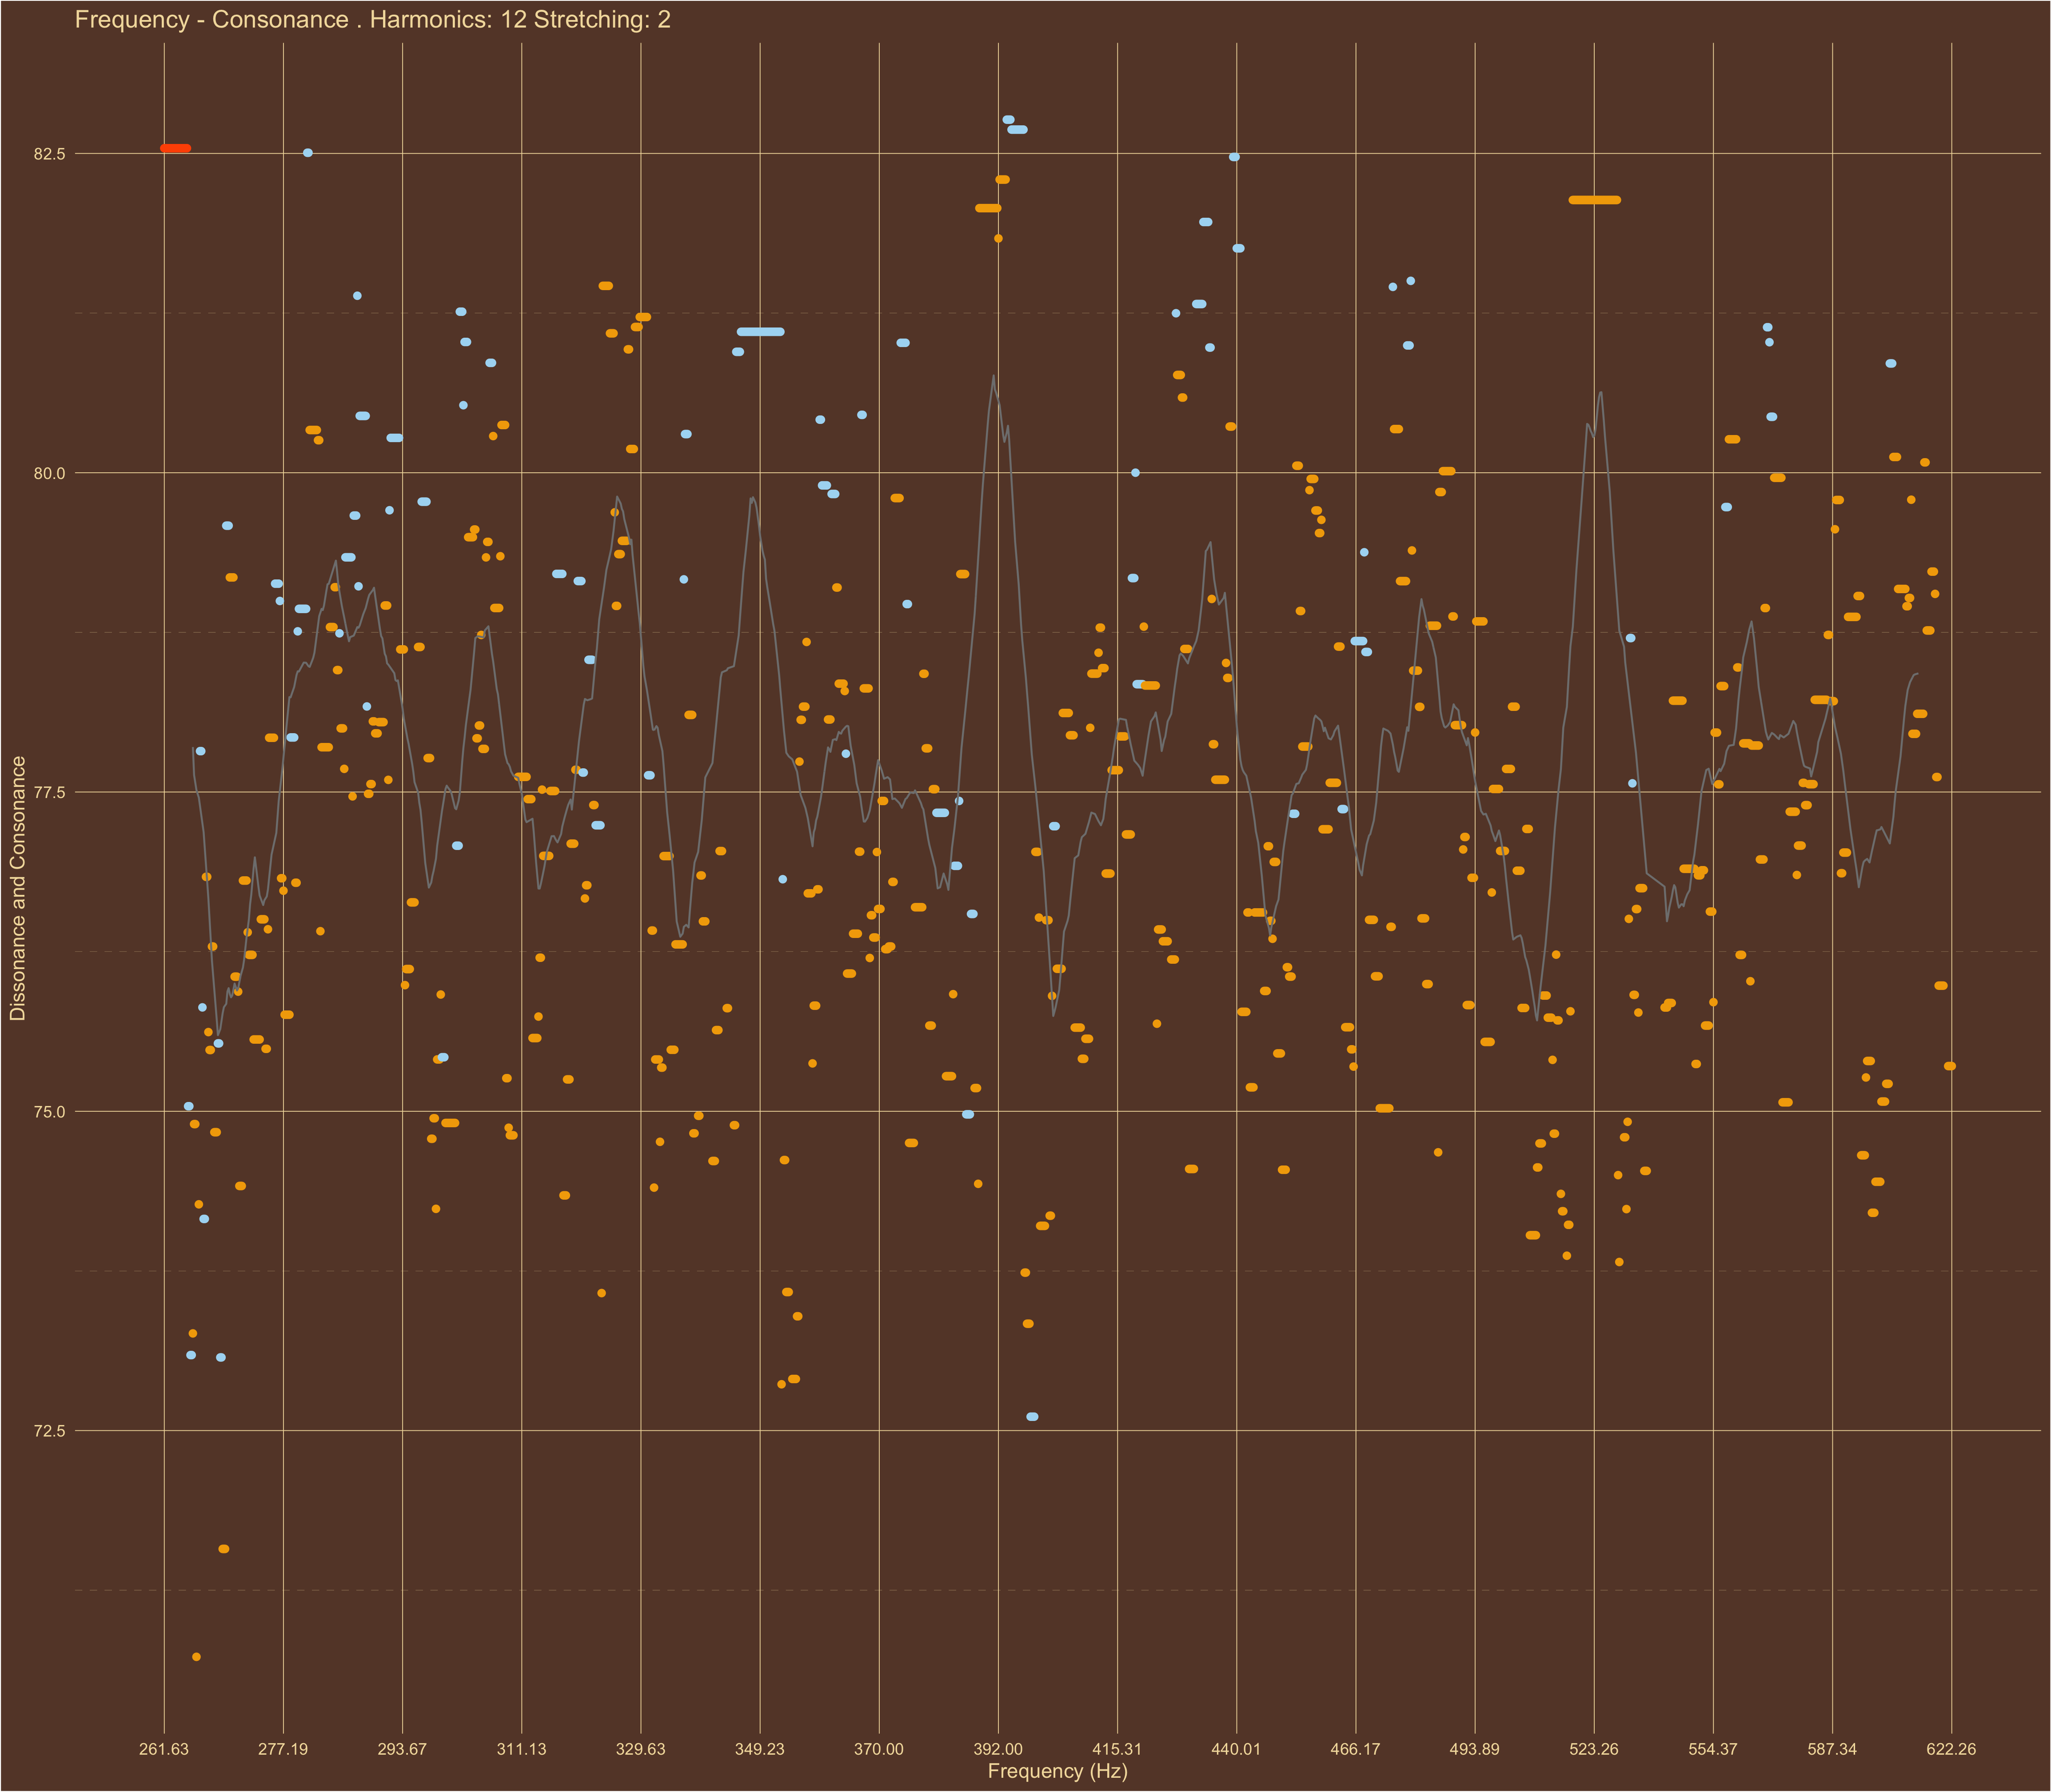 Frequency - Consonance . Harmonics: 12 Stretching: 2
82.5
80.0
77.5
75.0
72.5
Dissonance and Consonance
261.63 277.19 293.67 311.13 329.63 349.23 370.00 392.00 415.31 440.01 466.17 493.89 523.26 554.37 587.34 622.26
Frequency (Hz)